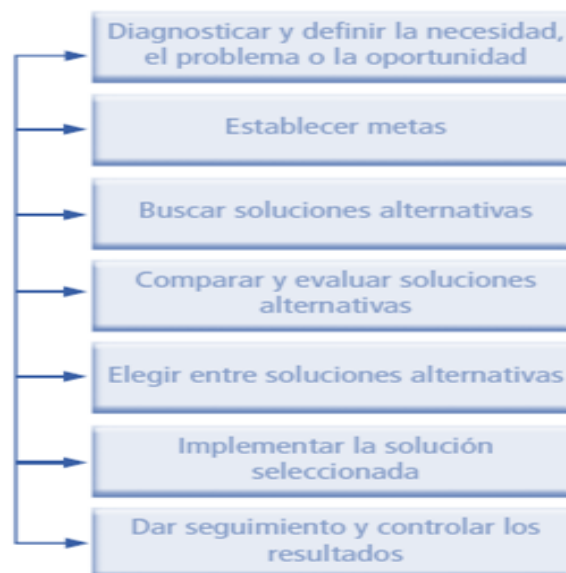 Diagnosticar y definir la necesidad,
el problema o la oportunidad
Establecer metas
Buscar soluciones alternativas
Comparar y evaluar soluciones
alternativas
Elegir entre soluciones alternativas
Implementar la solución
seleccionada
Dar seguimiento y controlar los
resultados